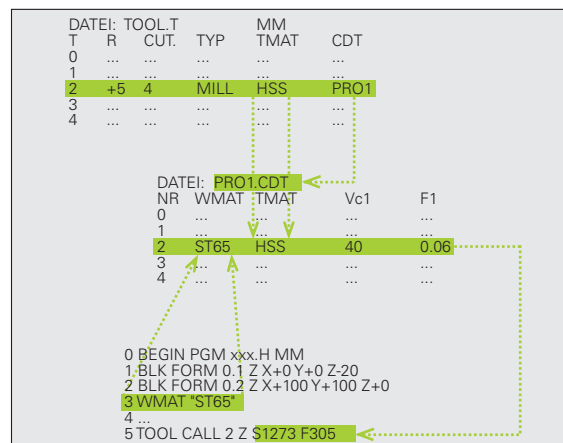 DATEI: TOOL.T MM
T R CUT. TYP TMAT CDT
0 ... ... ... ... ...
1 ... ... ... ... ...
2 +5 4 MILL HSS PRO1
3 ... ... ... ... ...
4 ... ... ... ... ...
DATEI: PRO1.CDT
NR WMAT TMAT Vc1 F1
0 ... ... ... ...
1 ... ... ... ...
2 ST65 HSS 40 0.06
3 ... ... ... ...
4 ... ... ... ...
0 BEGIN PGM xxx.H MM
1 BLK FORM 0.1 Z X+0 Y+0 Z-20
2 BLK FORM 0.2 Z X+100 Y+100 Z+0
3 WMAT "ST65"
4 ...
5 TOOL CALL 2 Z S1273 F305